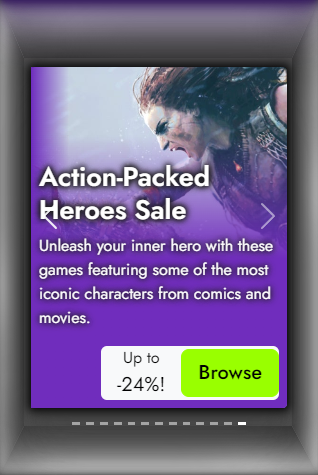 Action-Packed
Heroes Sale
Unleash your inner hero with these
games featuring some of the most
iconic characters from comics and
movies.
Up to
-24%!
Browse